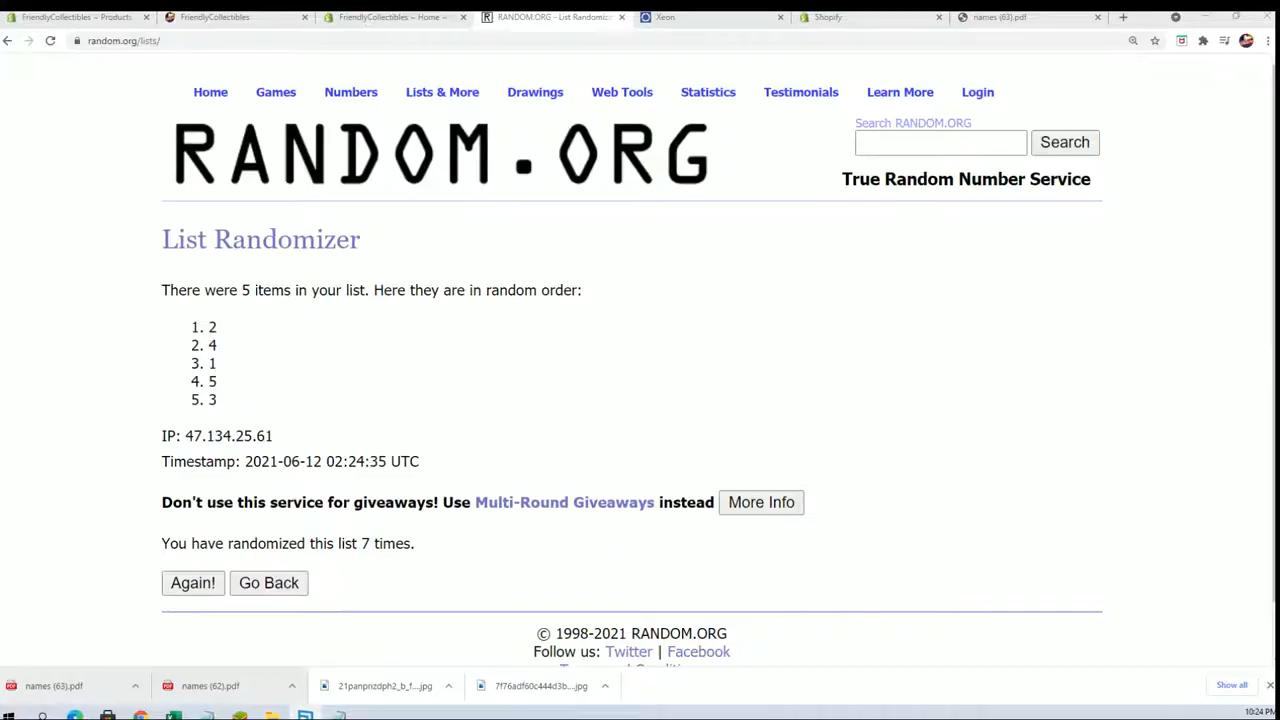 FriendlyCollectibles ~ Products
FriendlyCollectibles
FriendlyCollectibles ~ Home ~
RANDOM.ORG - List Randomizer
Xeon
Shopify
names (63).pdf
random.org/lists/
Home Games Numbers Lists & More Drawings Web Tools Statistics Testimonials Learn More Login
RANDOM.ORG
Search RANDOM.ORG
Search
True Random Number Service
List Randomizer
There were 5 items in your list. Here they are in random order:
1. 2
2. 4
3. 1
4. 5
5. 3
IP: 47.134.25.61
Timestamp: 2021-06-12 02:24:35 UTC
Don't use this service for giveaways! Use Multi-Round Giveaways instead More Info
You have randomized this list 7 times.
Again! Go Back
© 1998-2021 RANDOM.ORG
Follow us: Twitter | Facebook
names (63).pdf
names (62).pdf
21panprizdph2_b_f....jpg
7f76adf60c444d3b....jpg
Show all
10:24 PM